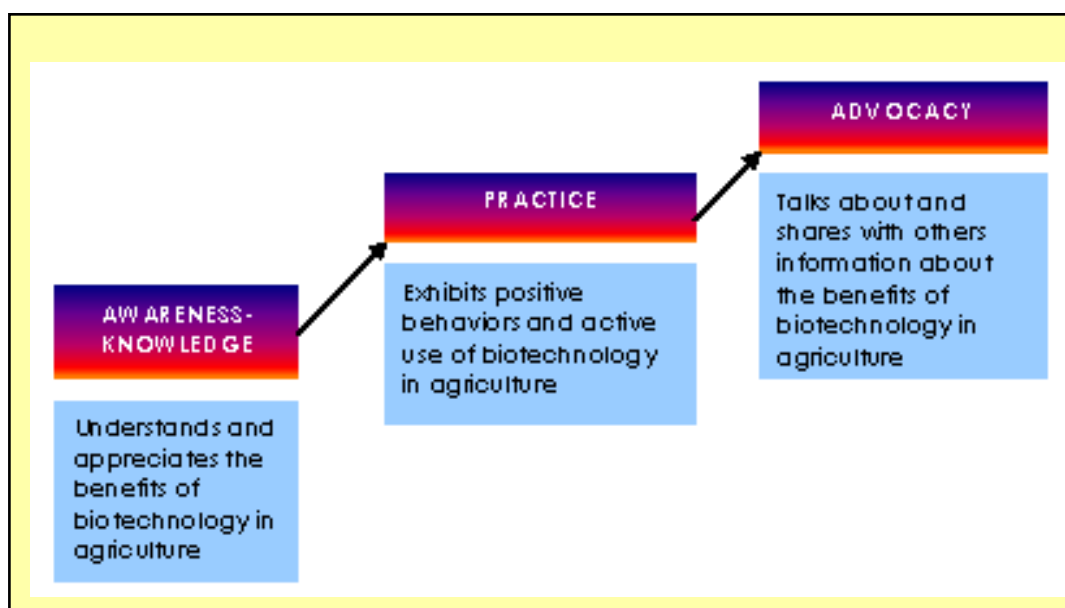 AWARENESS-
KNOWLEDGE
Understands and
appreciates the
benefits of
biotechnology in
agriculture
PRACTICE
Exhibits positive
behaviors and active
use of biotechnology
in agriculture
ADVOCACY
Talks about and
shares with others
information about
the benefits of
biotechnology in
agriculture